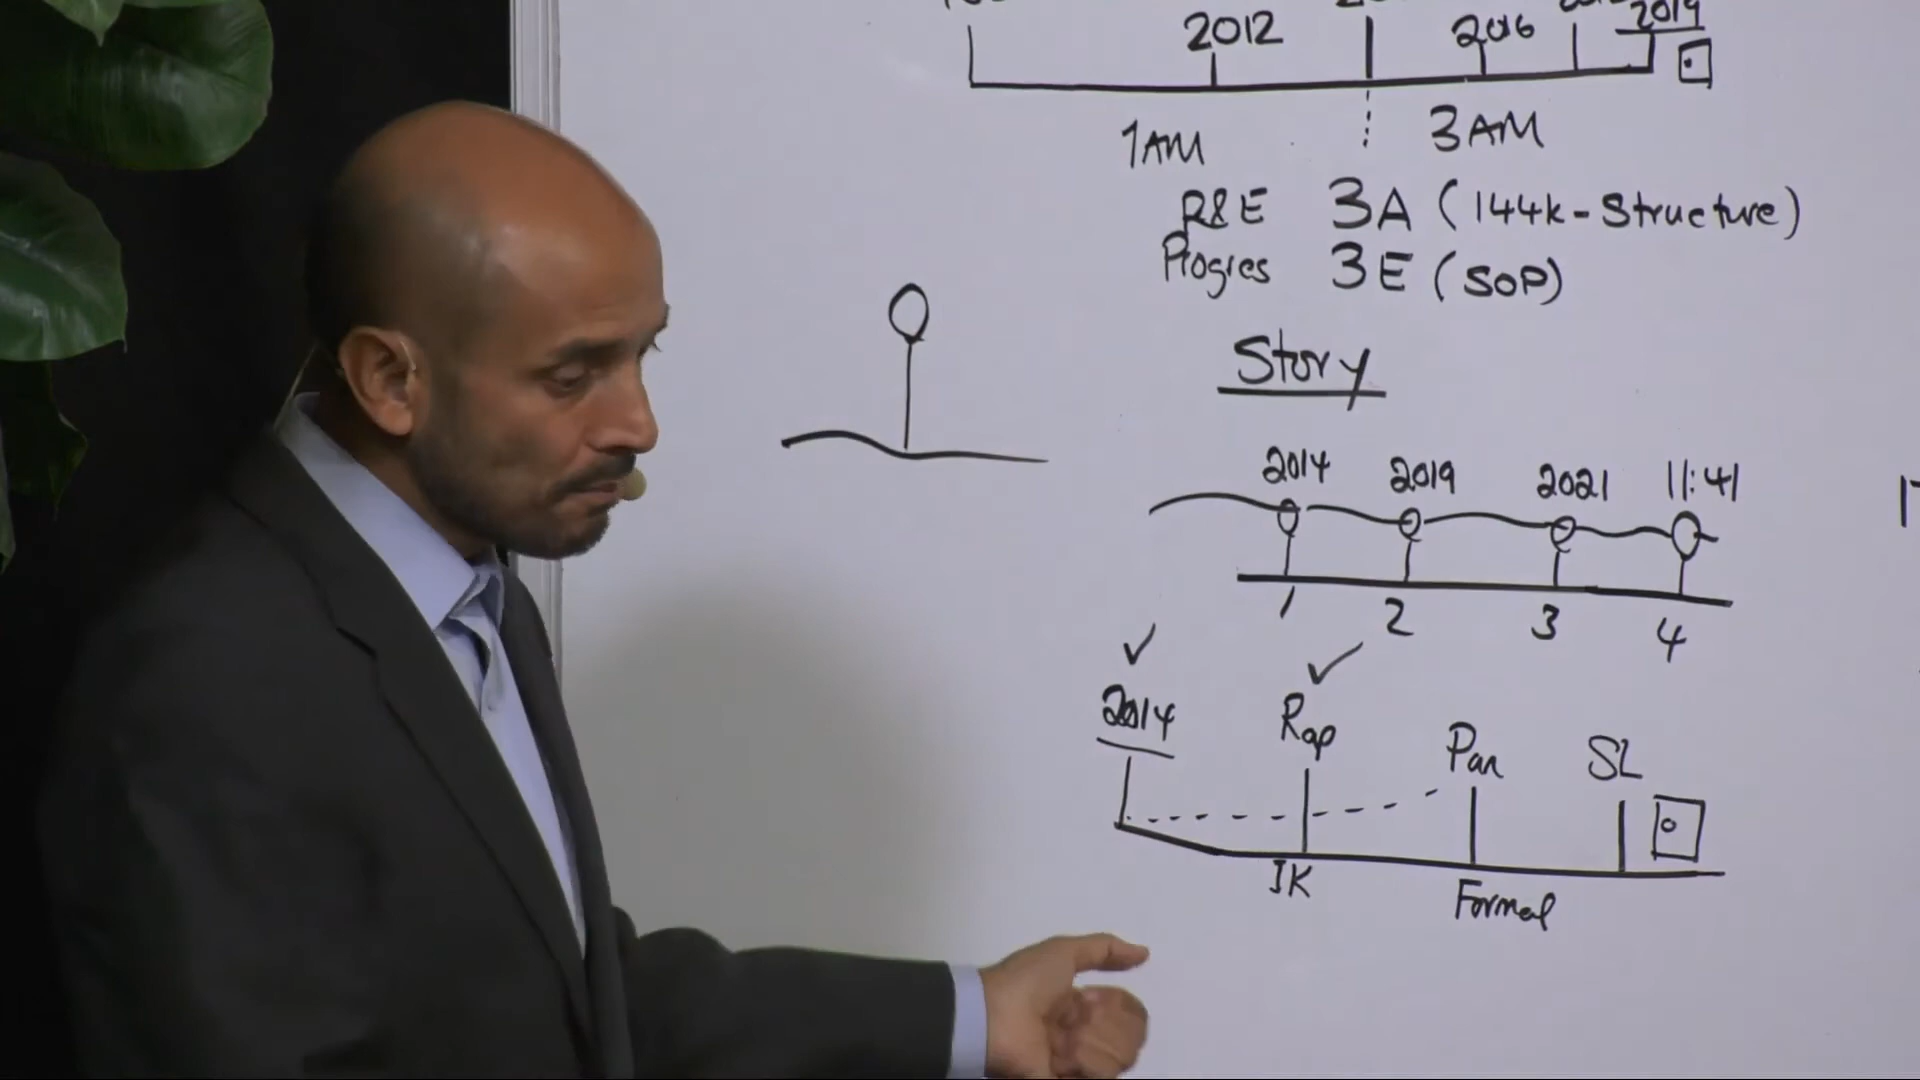 2012 2016 2019
1AM 3AM
R&E 3A (144k-Structure)
Progres 3E (SOP)
Story
2014 2019 2021 11:41
1 2 3 4
2014 Rap Pan SL
IK Formal